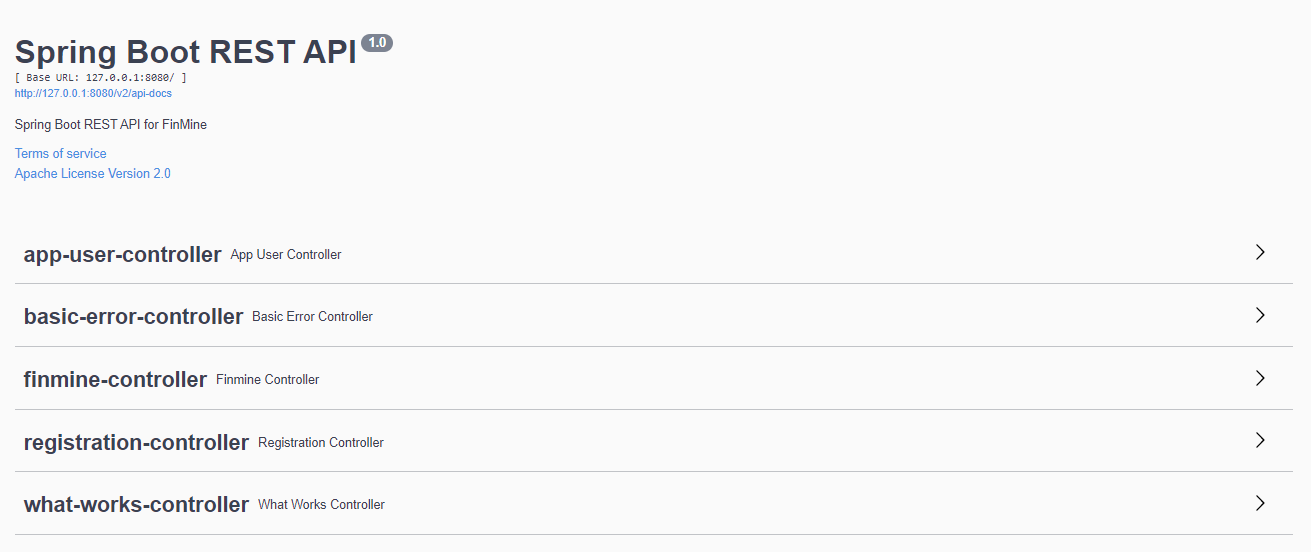 Spring Boot REST API 1.0
[ Base URL: 127.0.0.1:8080/ ]
http://127.0.0.1:8080/v2/api-docs
Spring Boot REST API for FinMine
Terms of service
Apache License Version 2.0
app-user-controller App User Controller
basic-error-controller Basic Error Controller
finmine-controller Finmine Controller
registration-controller Registration Controller
what-works-controller What Works Controller